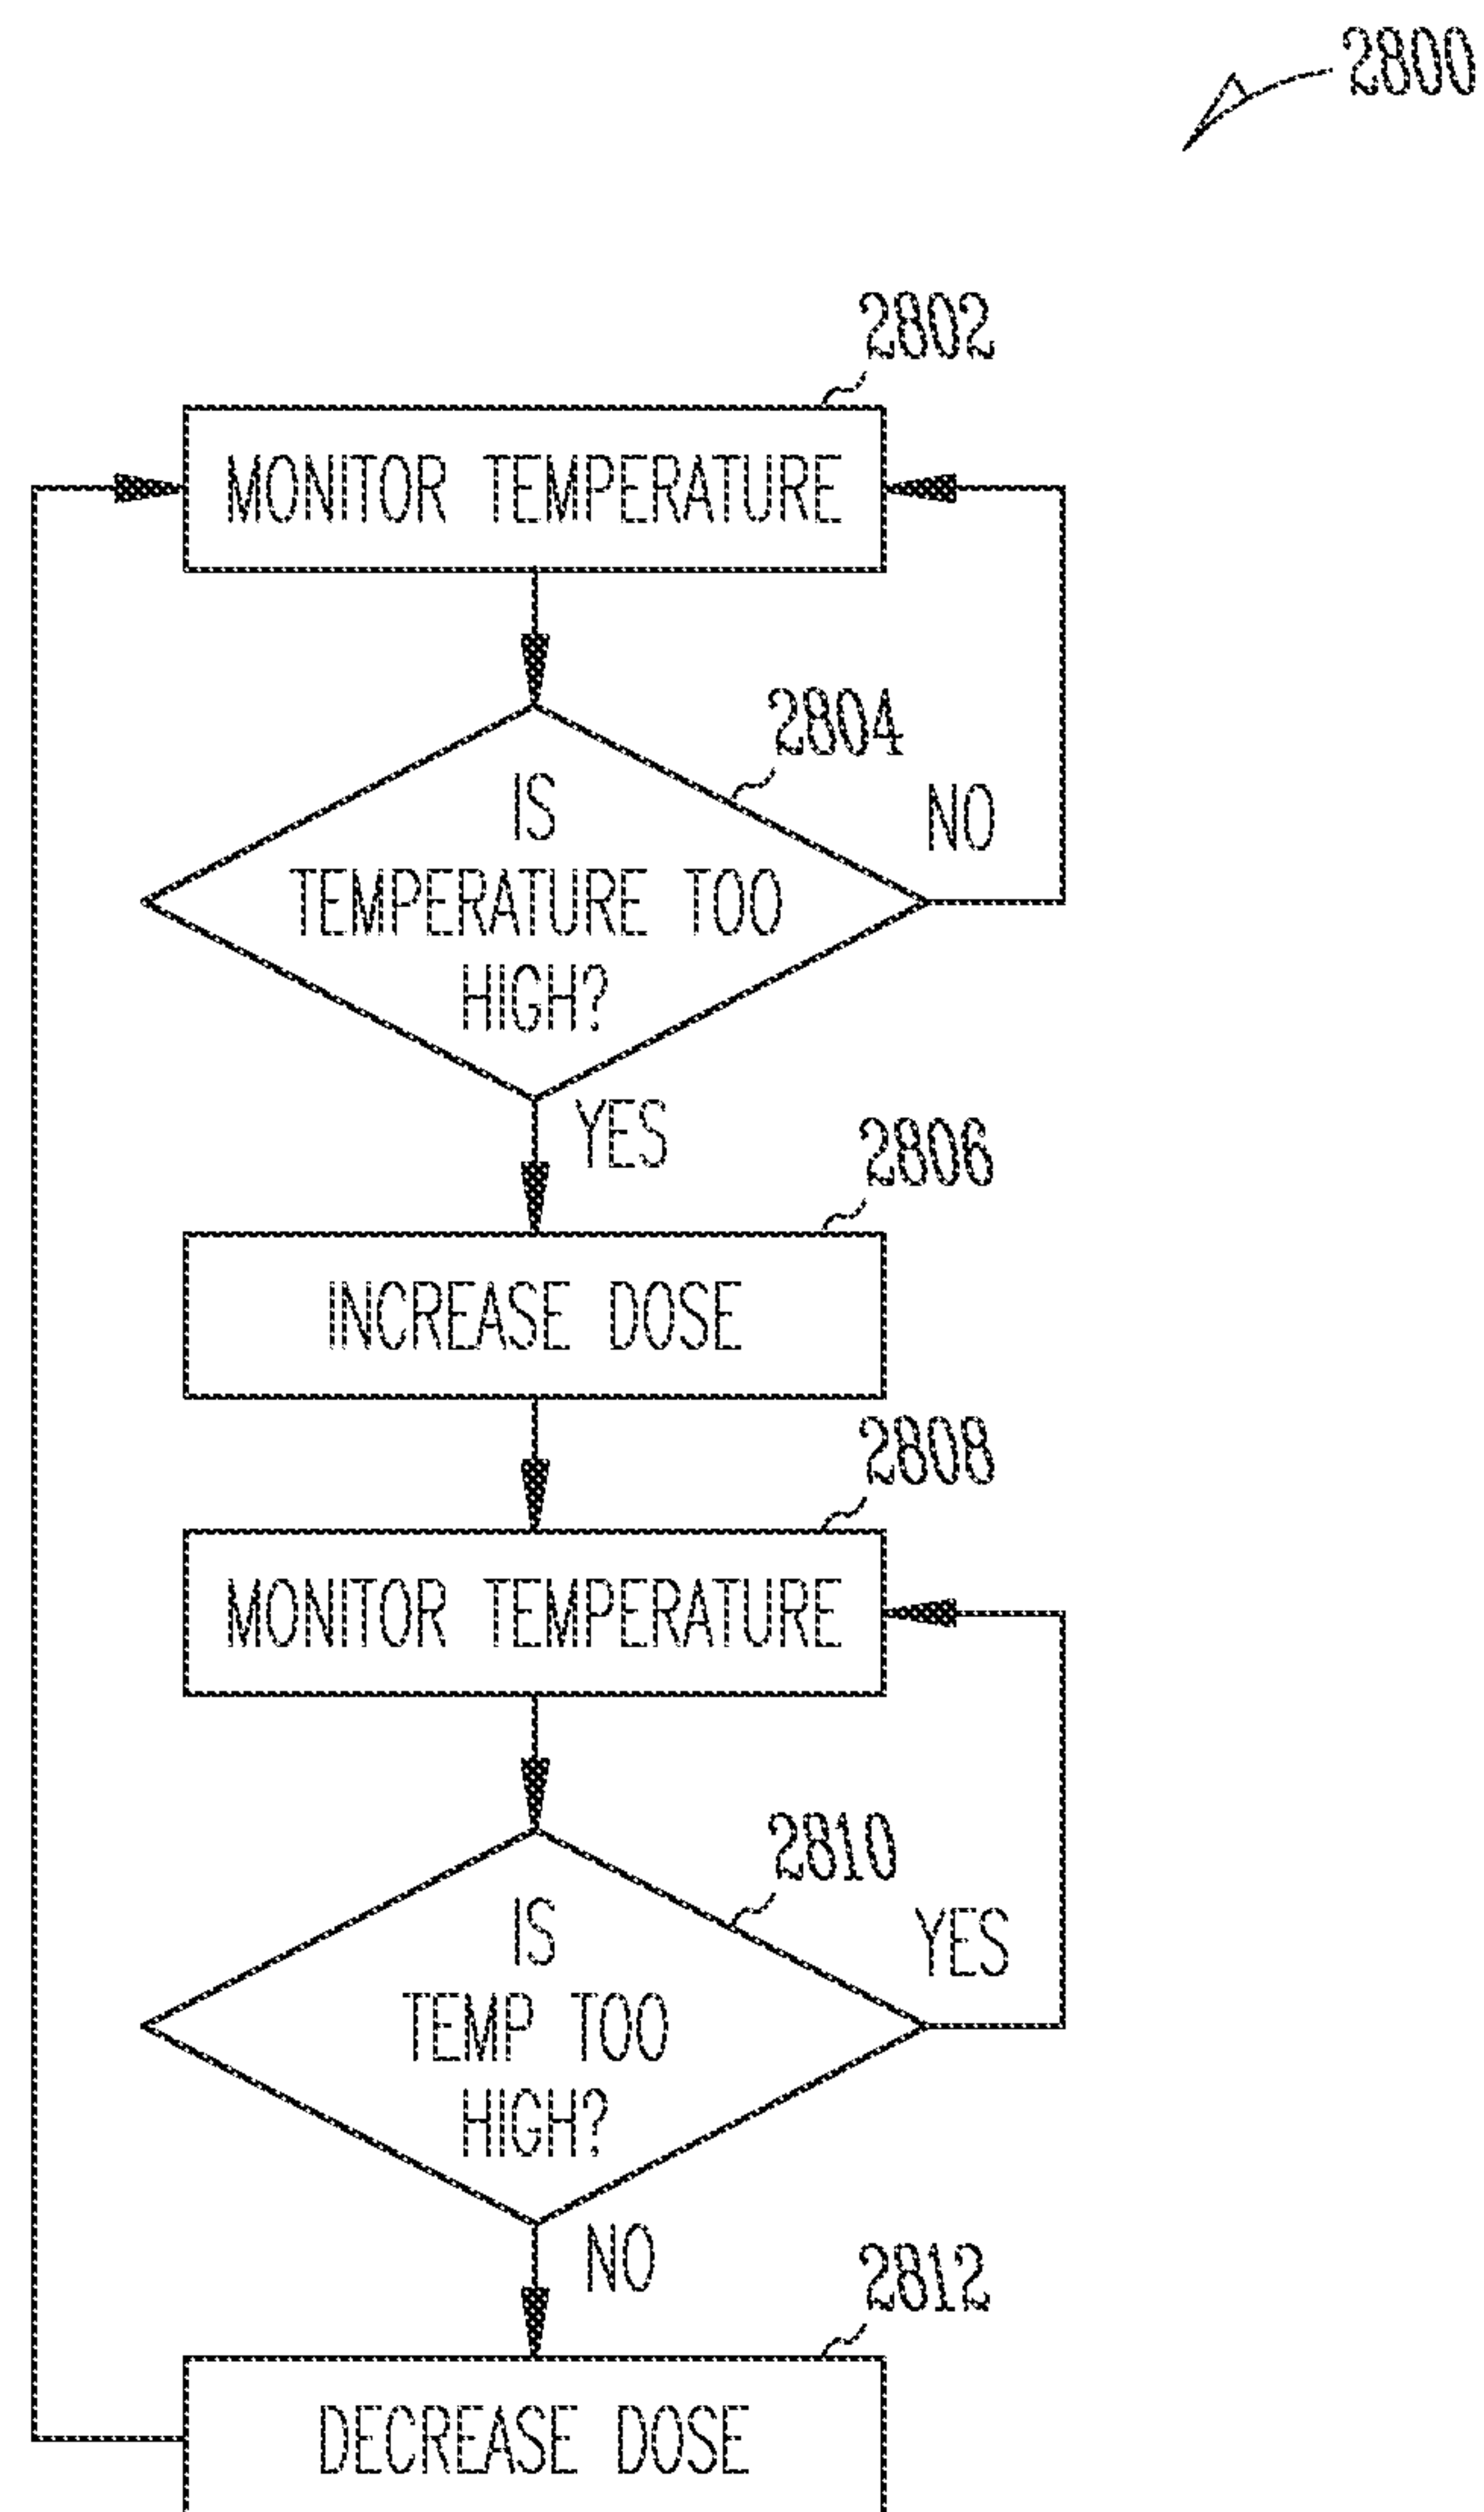 2800
2802
MONITOR TEMPERATURE
2804
IS
TEMPERATURE TOO
HIGH?
NO
YES
2806
INCREASE DOSE
2808
MONITOR TEMPERATURE
2810
IS
TEMP TOO
HIGH?
YES
NO
2812
DECREASE DOSE